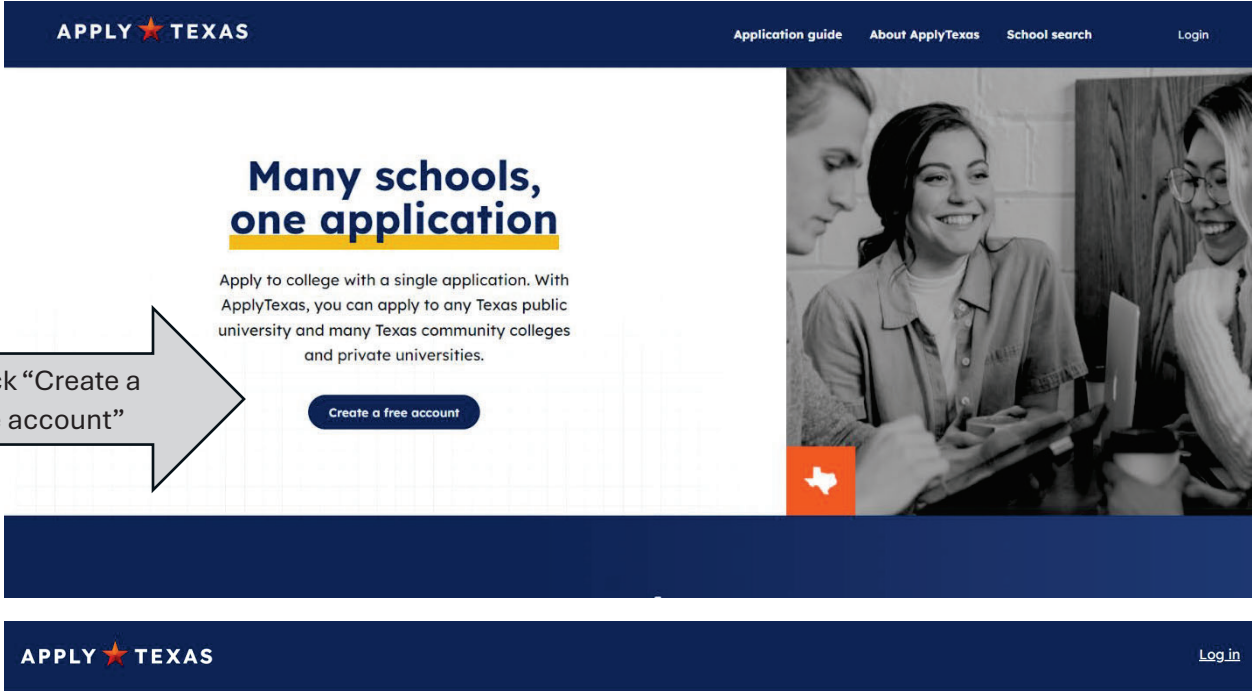 APPLY TEXAS
Application guide About ApplyTexas School search Login
Many schools,
one application
Apply to college with a single application. With
ApplyTexas, you can apply to any Texas public
university and many Texas community colleges
and private universities.
“Create a
account”
Create a free account
APPLY TEXAS
Log in